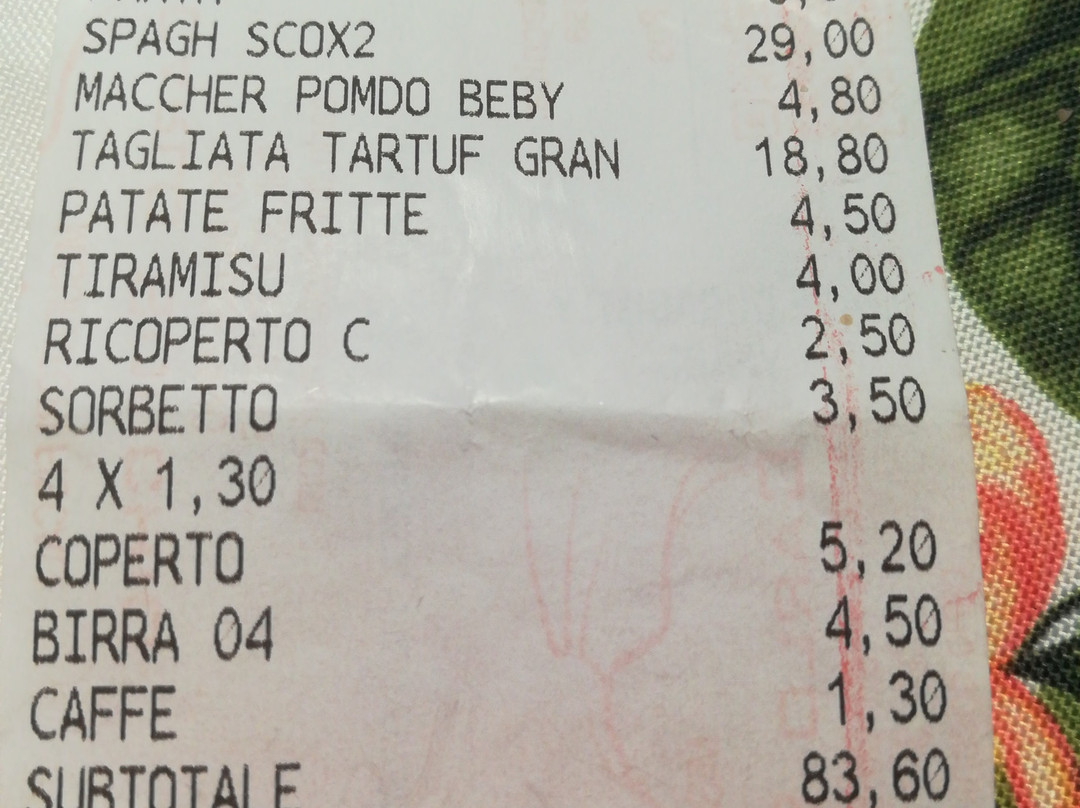 SPAGH SCOX2 29,00
MACCHER POMDO BEBY 4,80
TAGLIATA TARTUF GRAN 18,80
PATATE FRITTE 4,50
TIRAMISU 4,00
RICOPERTO C 2,50
SORBETTO 3,50
4 X 1,30
COPERTO 5,20
BIRRA 04 4,50
CAFFE 1,30
SUBTOTALE 83,60